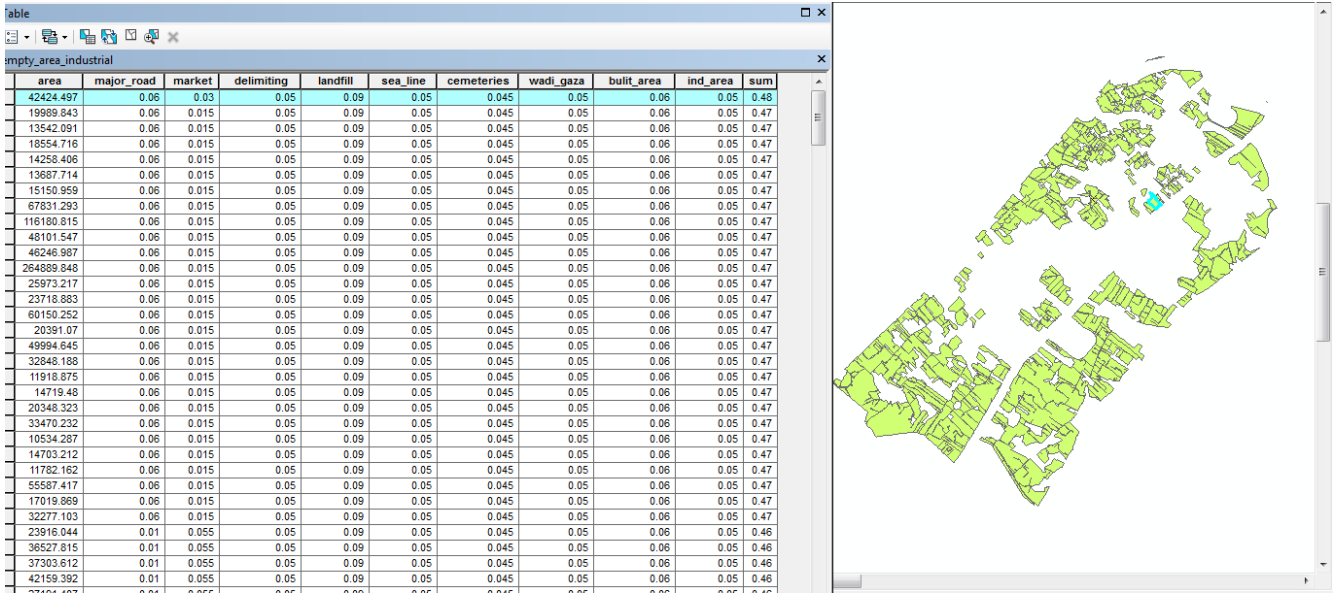 Table
empty_area_industrial
area major_road market delimiting landfill sea_line cemeteries wadi_gaza bulit_area ind_area sum
42424.497 0.06 0.03 0.05 0.09 0.05 0.045 0.05 0.06 0.05 0.48
19989.843 0.06 0.015 0.05 0.09 0.05 0.045 0.05 0.06 0.05 0.47
13542.091 0.06 0.015 0.05 0.09 0.05 0.045 0.05 0.06 0.05 0.47
18554.716 0.06 0.015 0.05 0.09 0.05 0.045 0.05 0.06 0.05 0.47
14258.406 0.06 0.015 0.05 0.09 0.05 0.045 0.05 0.06 0.05 0.47
13687.714 0.06 0.015 0.05 0.09 0.05 0.045 0.05 0.06 0.05 0.47
15150.959 0.06 0.015 0.05 0.09 0.05 0.045 0.05 0.06 0.05 0.47
67831.293 0.06 0.015 0.05 0.09 0.05 0.045 0.05 0.06 0.05 0.47
116180.815 0.06 0.015 0.05 0.09 0.05 0.045 0.05 0.06 0.05 0.47
48101.547 0.06 0.015 0.05 0.09 0.05 0.045 0.05 0.06 0.05 0.47
46246.987 0.06 0.015 0.05 0.09 0.05 0.045 0.05 0.06 0.05 0.47
264889.848 0.06 0.015 0.05 0.09 0.05 0.045 0.05 0.06 0.05 0.47
25973.217 0.06 0.015 0.05 0.09 0.05 0.045 0.05 0.06 0.05 0.47
23718.883 0.06 0.015 0.05 0.09 0.05 0.045 0.05 0.06 0.05 0.47
60150.252 0.06 0.015 0.05 0.09 0.05 0.045 0.05 0.06 0.05 0.47
20391.07 0.06 0.015 0.05 0.09 0.05 0.045 0.05 0.06 0.05 0.47
49994.645 0.06 0.015 0.05 0.09 0.05 0.045 0.05 0.06 0.05 0.47
32848.188 0.06 0.015 0.05 0.09 0.05 0.045 0.05 0.06 0.05 0.47
11918.875 0.06 0.015 0.05 0.09 0.05 0.045 0.05 0.06 0.05 0.47
14719.48 0.06 0.015 0.05 0.09 0.05 0.045 0.05 0.06 0.05 0.47
20348.323 0.06 0.015 0.05 0.09 0.05 0.045 0.05 0.06 0.05 0.47
33470.232 0.06 0.015 0.05 0.09 0.05 0.045 0.05 0.06 0.05 0.47
10534.287 0.06 0.015 0.05 0.09 0.05 0.045 0.05 0.06 0.05 0.47
14703.212 0.06 0.015 0.05 0.09 0.05 0.045 0.05 0.06 0.05 0.47
11782.162 0.06 0.015 0.05 0.09 0.05 0.045 0.05 0.06 0.05 0.47
55587.417 0.06 0.015 0.05 0.09 0.05 0.045 0.05 0.06 0.05 0.47
17019.869 0.06 0.015 0.05 0.09 0.05 0.045 0.05 0.06 0.05 0.47
32277.103 0.06 0.015 0.05 0.09 0.05 0.045 0.05 0.06 0.05 0.47
23916.044 0.01 0.055 0.05 0.09 0.05 0.045 0.05 0.06 0.05 0.46
36527.815 0.01 0.055 0.05 0.09 0.05 0.045 0.05 0.06 0.05 0.46
37303.612 0.01 0.055 0.05 0.09 0.05 0.045 0.05 0.06 0.05 0.46
42159.392 0.01 0.055 0.05 0.09 0.05 0.045 0.05 0.06 0.05 0.46